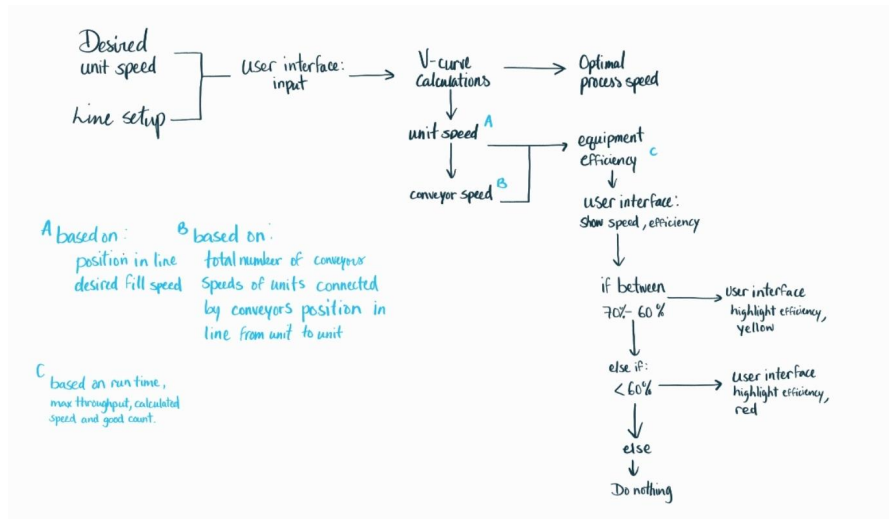 Desired
unit speed
Line setup
user interface:
input
V-curve
Calculations
Optimal
process speed
unit speed A
conveyor speed B
equipment
efficiency C
user interface:
show speed, efficiency
if between
70%-60%
user interface
highlight efficiency,
yellow
else if:
<60%
user interface
highlight efficiency,
red
else
Do nothing
A based on:
position in line
desired fill speed
B based on:
total number of conveyors
speeds of units connected
by conveyors position in
line from unit to unit
C
based on run time,
max throughput, calculated
speed and good count.